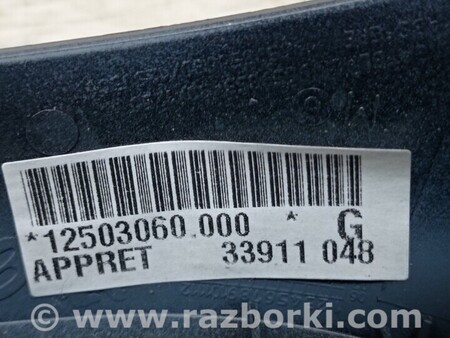 *12503060.000 * G
APPRET 33911 048
www.razborki.com